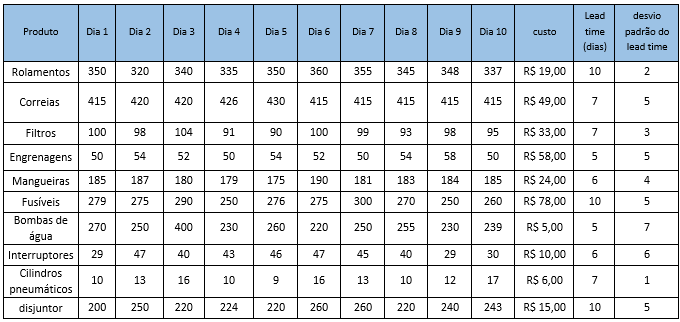 Produto Dia 1 Dia 2 Dia 3 Dia 4 Dia 5 Dia 6 Dia 7 Dia 8 Dia 9 Dia 10 custo Lead time (dias) desvio padrão do lead time
Rolamentos 350 320 340 335 350 360 355 345 348 337 R$ 19,00 10 2
Correias 415 420 420 426 430 415 415 415 415 415 R$ 49,00 7 5
Filtros 100 98 104 91 90 100 99 93 98 95 R$ 33,00 7 3
Engrenagens 50 54 52 50 54 52 50 54 58 50 R$ 58,00 5 5
Mangueiras 185 187 180 179 175 190 181 183 184 185 R$ 24,00 6 4
Fusíveis 279 275 290 250 276 275 300 270 250 260 R$ 78,00 10 5
Bombas de água 270 250 400 230 260 220 250 255 230 239 R$ 5,00 5 7
Interruptores 29 47 40 43 46 47 45 40 29 30 R$ 10,00 6 6
Cilindros pneumáticos 10 13 16 10 9 16 13 10 12 17 R$ 6,00 7 1
disjuntor 200 250 220 224 220 260 260 220 240 243 R$ 15,00 10 5